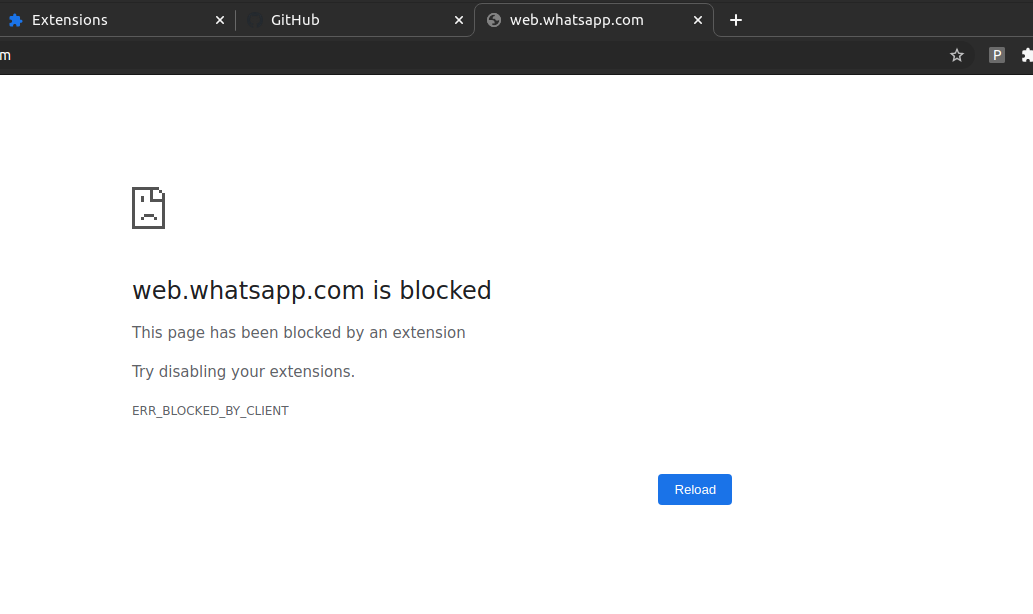 Extensions
GitHub
web.whatsapp.com
m
P
web.whatsapp.com is blocked
This page has been blocked by an extension
Try disabling your extensions.
ERR_BLOCKED_BY_CLIENT
Reload